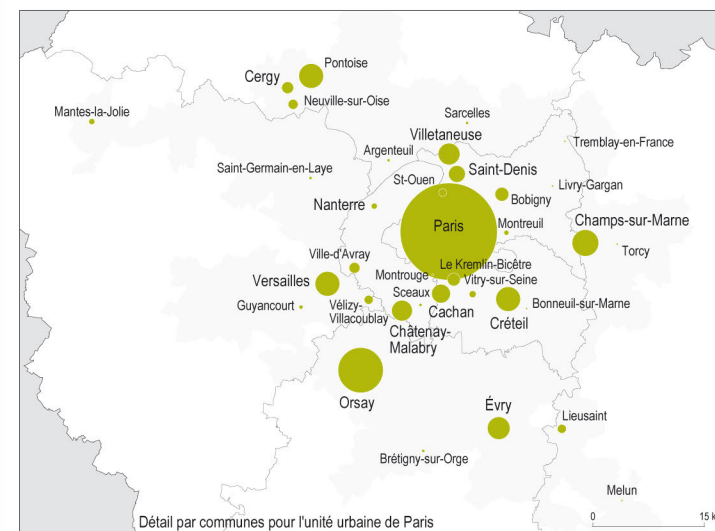 Pontoise
Cergy
Neuville-sur-Oise
Mantes-la-Jolie
Sarcelles
Villetaneuse
Tremblay-en-France
Argenteuil
Saint-Denis
Saint-Germain-en-Laye
St-Ouen
Livry-Gargan
Bobigny
Nanterre
Champs-sur-Marne
Paris
Montreuil
Torcy
Ville-d'Avray
Le Kremlin-Bicêtre
Montrouge
Vitry-sur-Seine
Versailles
Sceaux
Guyancourt
Vélizy-
Villacoublay
Cachan
Bonneuil-sur-Marne
Créteil
Châtenay-
Malabry
Orsay
Évry
Lieusaint
Brétigny-sur-Orge
Melun
Détail par communes pour l'unité urbaine de Paris
0 15 k